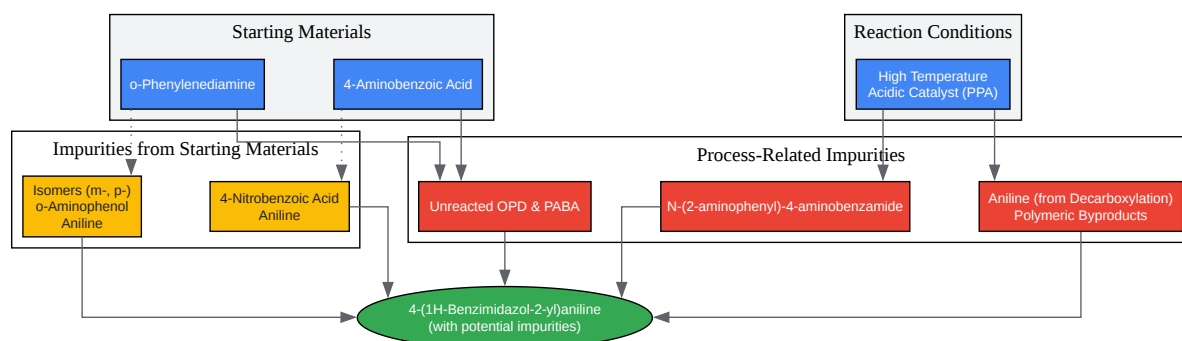 Starting Materials
Reaction Conditions
o-Phenylenediamine
4-Aminobenzoic Acid
High Temperature
Acidic Catalyst (PPA)
Impurities from Starting Materials
Process-Related Impurities
Isomers (m-, p-)
o-Aminophenol
Aniline
4-Nitrobenzoic Acid
Aniline
Unreacted OPD & PABA
N-(2-aminophenyl)-4-aminobenzamide
Aniline (from Decarboxylation)
Polymeric Byproducts
4-(1H-Benzimidazol-2-yl)aniline
(with potential impurities)